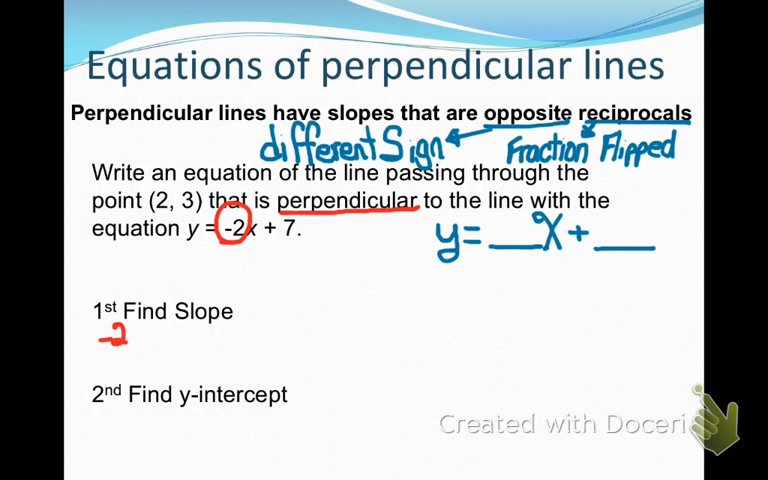 Equations of perpendicular lines
Perpendicular lines have slopes that are opposite reciprocals
different Sign Fraction Flipped
Write an equation of the line passing through the
point (2, 3) that is perpendicular to the line with the
equation y = -2x + 7.
y= __x + __
1st Find Slope
-2
2nd Find y-intercept
Created with Doceri